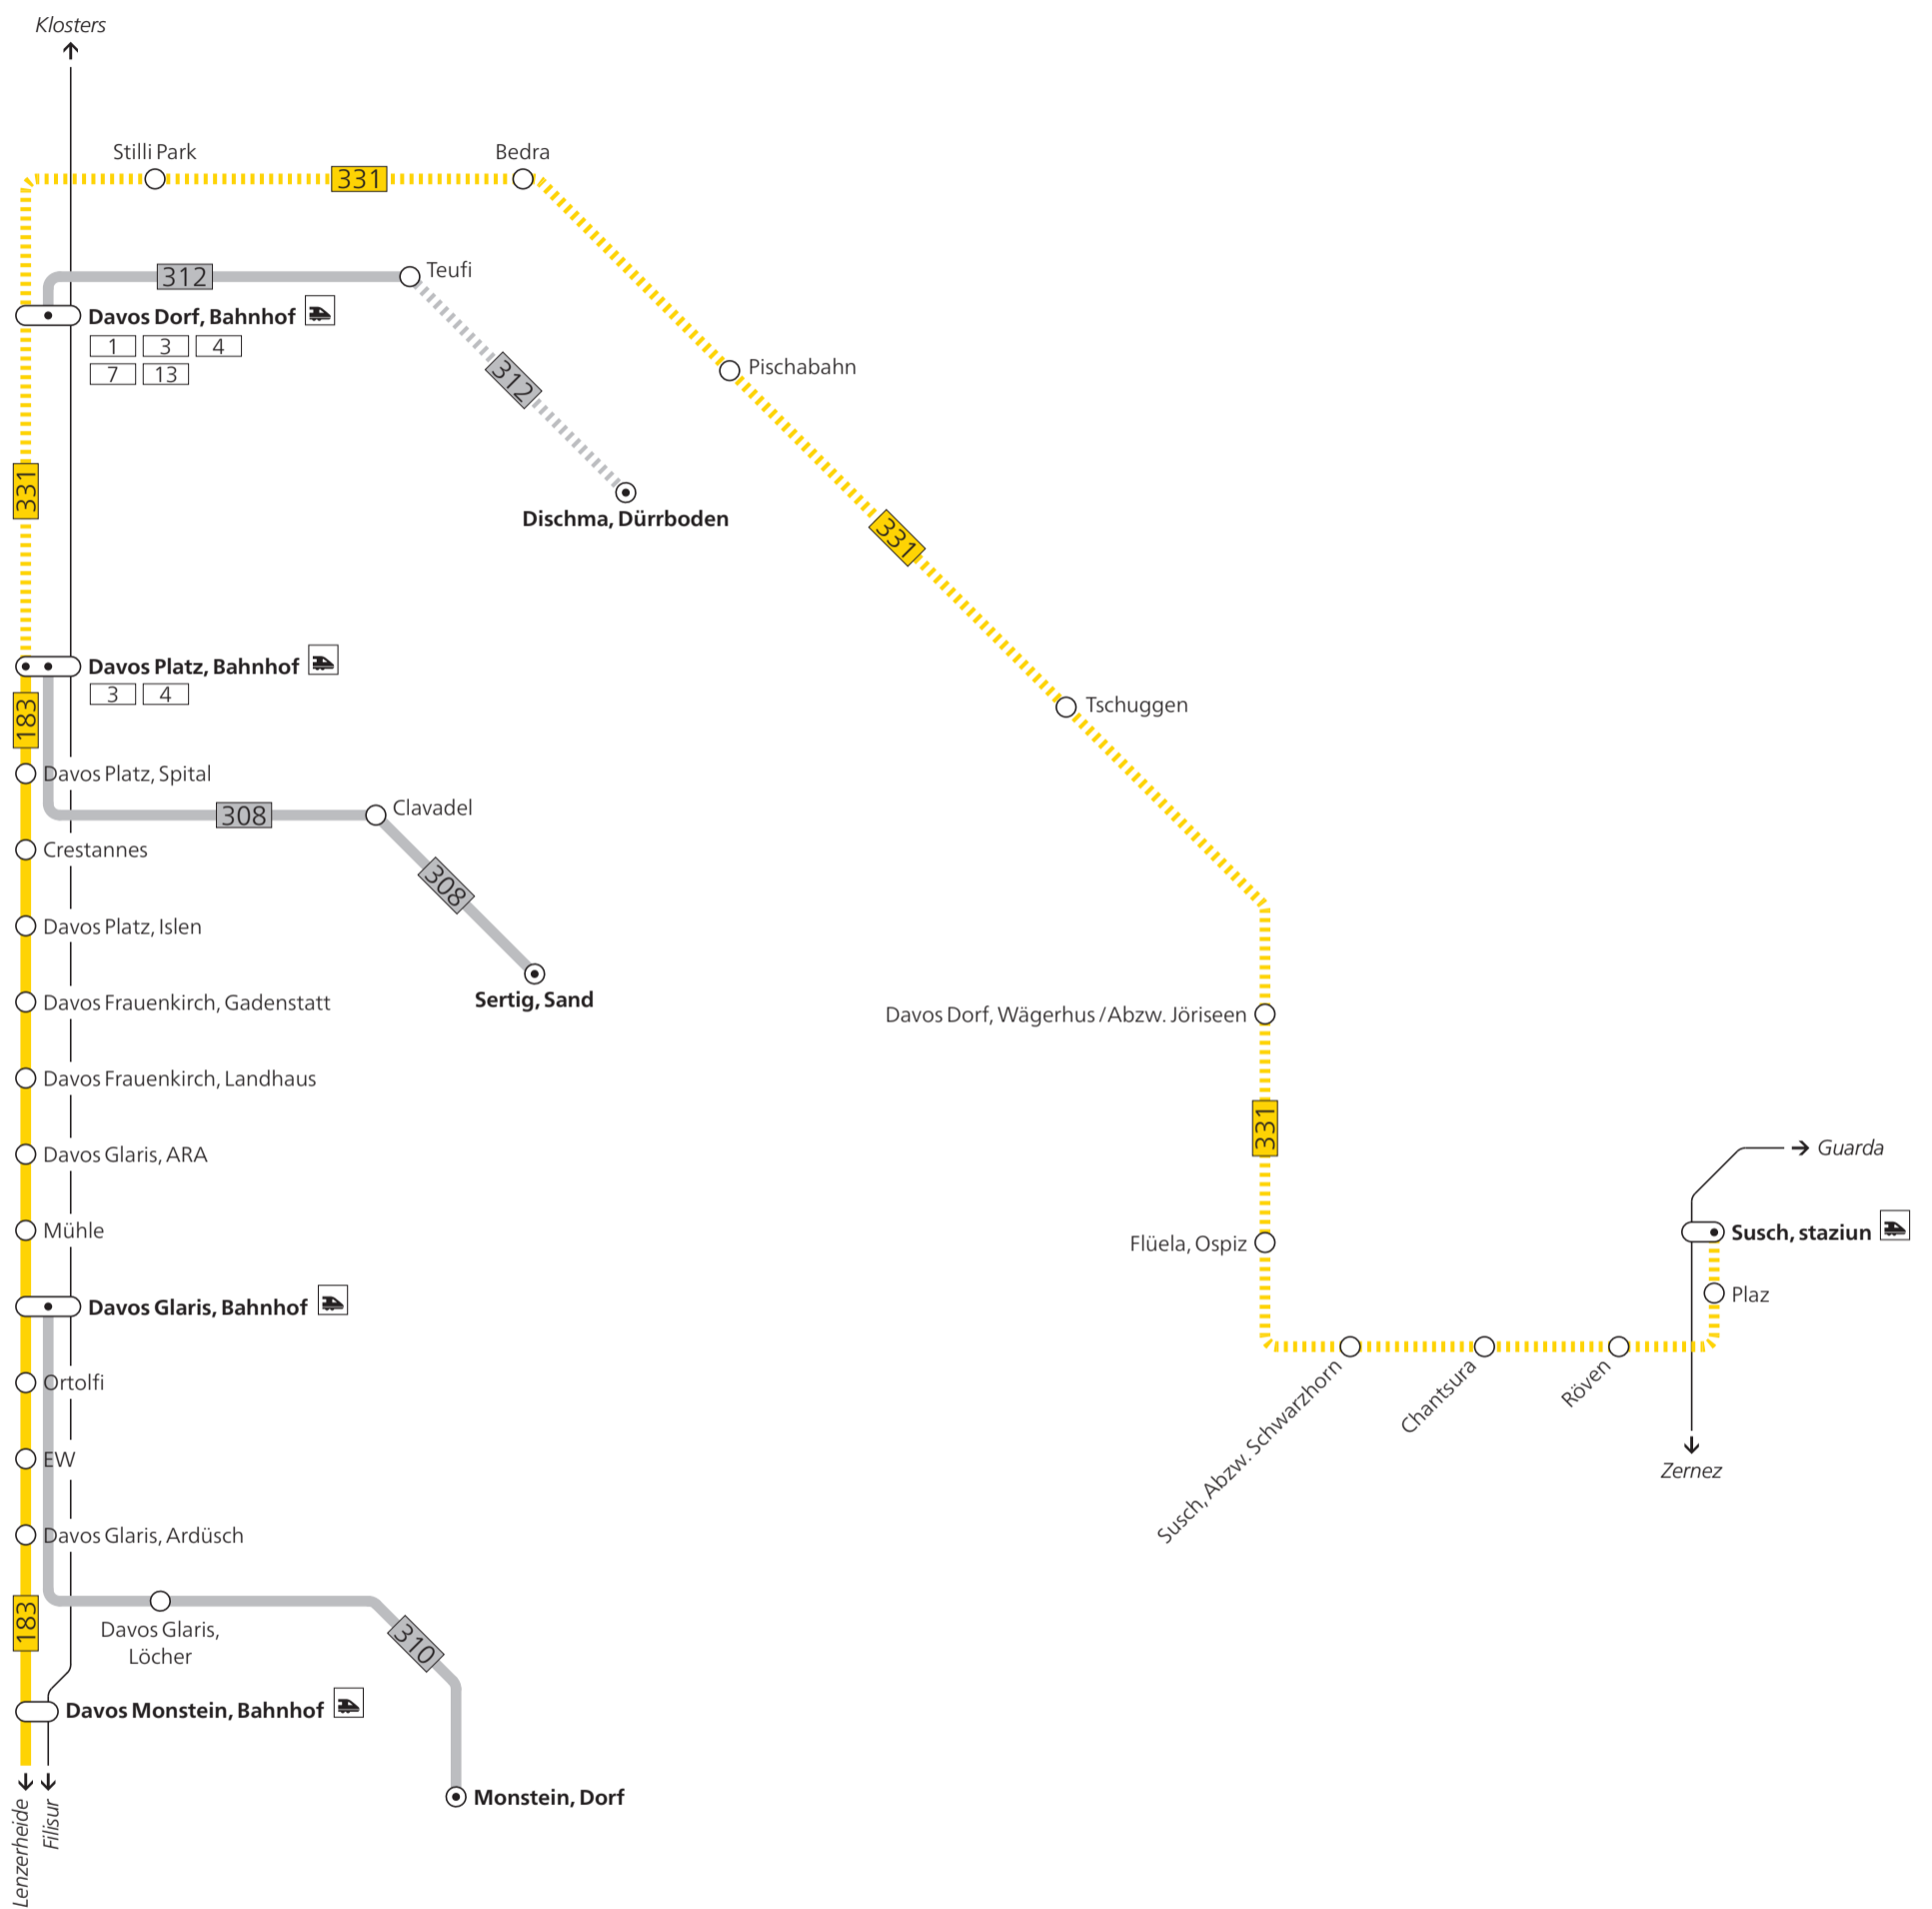 Klosters
Stilli Park
331
Bedra
312
Teufi
Davos Dorf, Bahnhof
1 3 4
7 13
312
Pischabahn
331
Dischma, Dürrboden
331
Davos Platz, Bahnhof
3 4
183
Tschuggen
Davos Platz, Spital
308
Clavadel
Crestannes
308
Davos Platz, Islen
Sertig, Sand
Davos Frauenkirch, Gadenstatt
Davos Dorf, Wägerhus / Abzw. Jöriseen
Davos Frauenkirch, Landhaus
331
Davos Glaris, ARA
Guarda
Mühle
Flüela, Ospiz
Susch, staziun
Plaz
Davos Glaris, Bahnhof
Ortolfi
Susch, Abzw. Schwarzhorn
Chantsura
Röven
EW
Zernez
Davos Glaris, Ardüsch
183
Davos Glaris,
Löcher
310
Davos Monstein, Bahnhof
Monstein, Dorf
Lenzerheide
Filisur